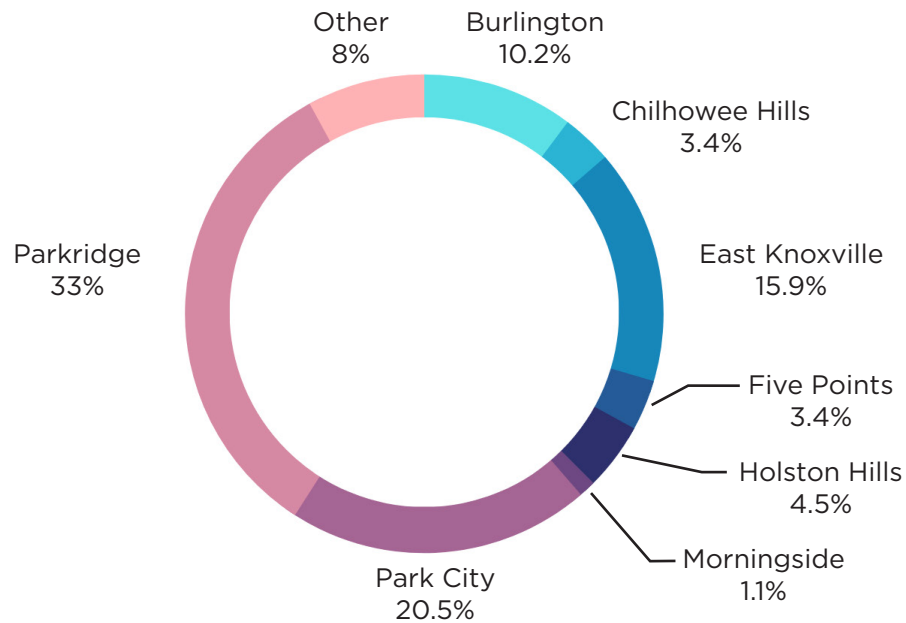 Other
8%
Burlington
10.2%
Chilhowee Hills
3.4%
East Knoxville
15.9%
Five Points
3.4%
Holston Hills
4.5%
Morningside
1.1%
Park City
20.5%
Parkridge
33%